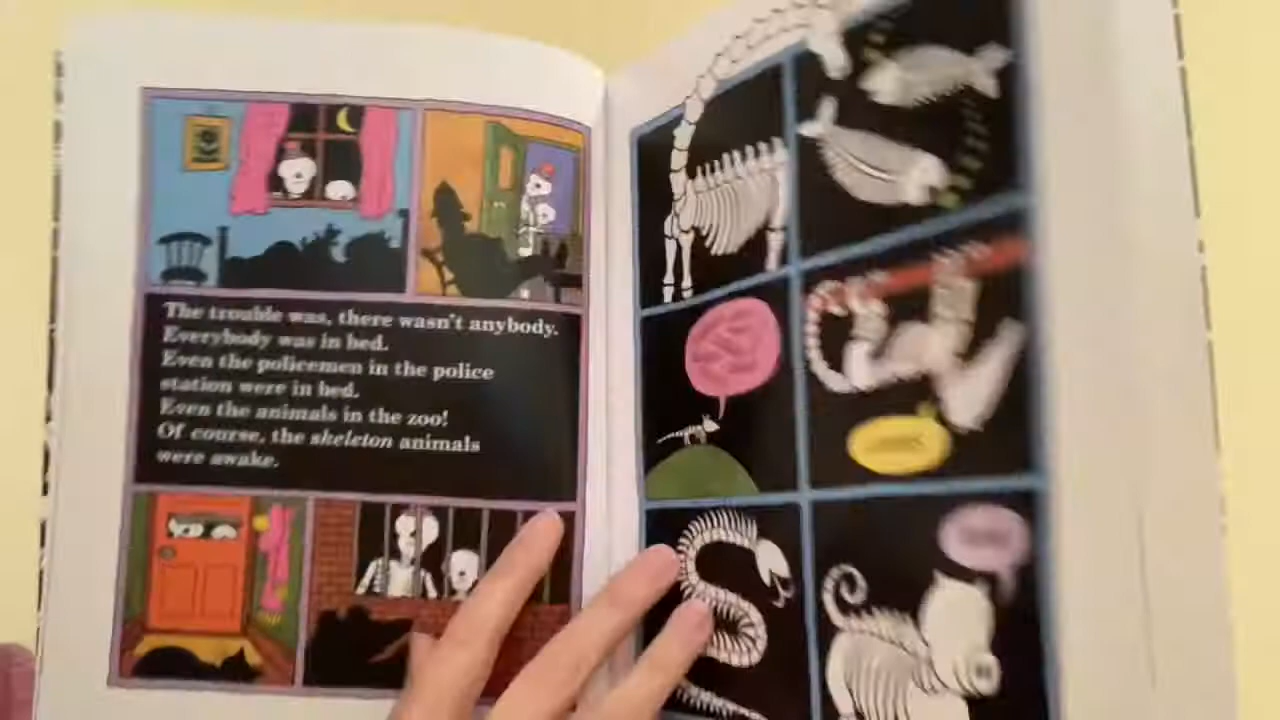 The trouble was, there wasn't anybody.
Everybody was in bed.
Even the policemen in the police
station were in bed.
Even the animals in the zoo!
Of course, the skeleton animals
were awake.